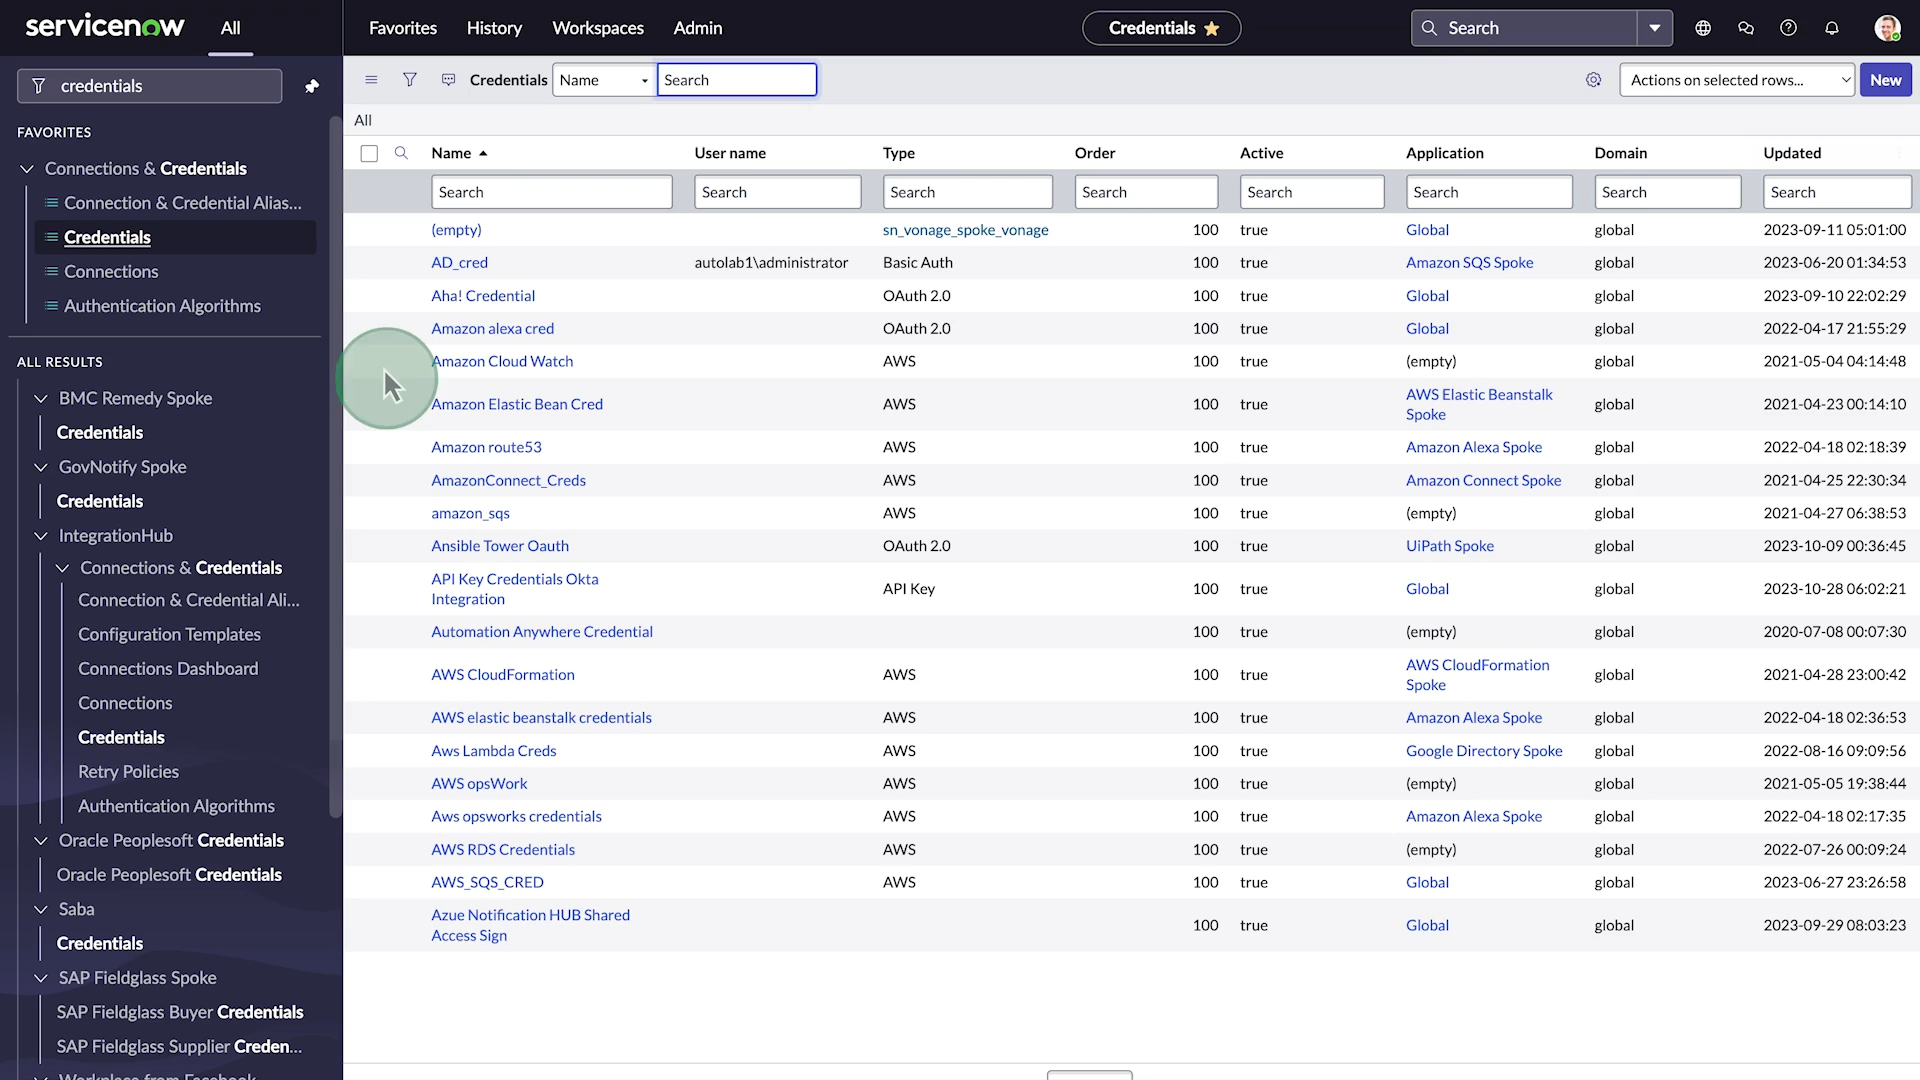 servicenow
All
Favorites
History
Workspaces
Admin
Credentials
Search
credentials
FAVORITES
Connections & Credentials
Connection & Credential Alias...
Credentials
Connections
Authentication Algorithms
ALL RESULTS
BMC Remedy Spoke
Credentials
GovNotify Spoke
Credentials
IntegrationHub
Connections & Credentials
Connection & Credential Ali...
Configuration Templates
Connections Dashboard
Connections
Credentials
Retry Policies
Authentication Algorithms
Oracle Peoplesoft Credentials
Oracle Peoplesoft Credentials
Saba
Credentials
SAP Fieldglass Spoke
SAP Fieldglass Buyer Credentials
SAP Fieldglass Supplier Creden...
Workplace from Facebook
Credentials Name Search Actions on selected rows... New
All
Name User name Type Order Active Application Domain Updated
Search Search Search Search Search Search Search Search
(empty) sn_vonage_spoke_vonage 100 true Global global 2023-09-11 05:01:00
AD_cred autolab1\administrator Basic Auth 100 true Amazon SQS Spoke global 2023-06-20 01:34:53
Aha! Credential OAuth 2.0 100 true Global global 2023-09-10 22:02:29
Amazon alexa cred OAuth 2.0 100 true Global global 2022-04-17 21:55:29
Amazon Cloud Watch AWS 100 true (empty) global 2021-05-04 04:14:48
Amazon Elastic Bean Cred AWS 100 true AWS Elastic Beanstalk Spoke global 2021-04-23 00:14:10
Amazon route53 AWS 100 true Amazon Alexa Spoke global 2022-04-18 02:18:39
AmazonConnect_Creds AWS 100 true Amazon Connect Spoke global 2021-04-25 22:30:34
amazon_sqs AWS 100 true (empty) global 2021-04-27 06:38:53
Ansible Tower Oauth OAuth 2.0 100 true UiPath Spoke global 2023-10-09 00:36:45
API Key Credentials Okta Integration API Key 100 true Global global 2023-10-28 06:02:21
Automation Anywhere Credential 100 true (empty) global 2020-07-08 00:07:30
AWS CloudFormation AWS 100 true AWS CloudFormation Spoke global 2021-04-28 23:00:42
AWS elastic beanstalk credentials AWS 100 true Amazon Alexa Spoke global 2022-04-18 02:36:53
Aws Lambda Creds AWS 100 true Google Directory Spoke global 2022-08-16 09:09:56
AWS opsWork AWS 100 true (empty) global 2021-05-05 19:38:44
Aws opsworks credentials AWS 100 true Amazon Alexa Spoke global 2022-04-18 02:17:35
AWS RDS Credentials AWS 100 true (empty) global 2022-07-26 00:09:24
AWS_SQS_CRED AWS 100 true Global global 2023-06-27 23:26:58
Azue Notification HUB Shared Access Sign 100 true Global global 2023-09-29 08:03:23